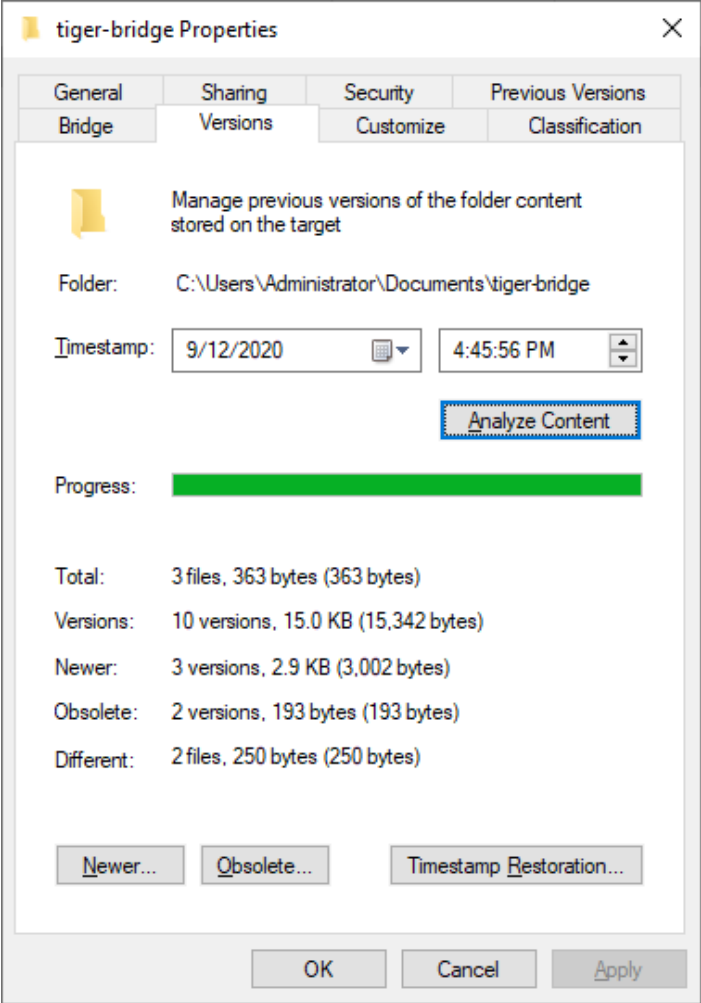 tiger-bridge Properties
General Sharing Security Previous Versions
Bridge Versions Customize Classification
Manage previous versions of the folder content
stored on the target
Folder: C:\Users\Administrator\Documents\tiger-bridge
Timestamp: 9/12/2020 4:45:56 PM
Analyze Content
Progress:
Total: 3 files, 363 bytes (363 bytes)
Versions: 10 versions, 15.0 KB (15,342 bytes)
Newer: 3 versions, 2.9 KB (3,002 bytes)
Obsolete: 2 versions, 193 bytes (193 bytes)
Different: 2 files, 250 bytes (250 bytes)
Newer... Obsolete... Timestamp Restoration...
OK Cancel Apply